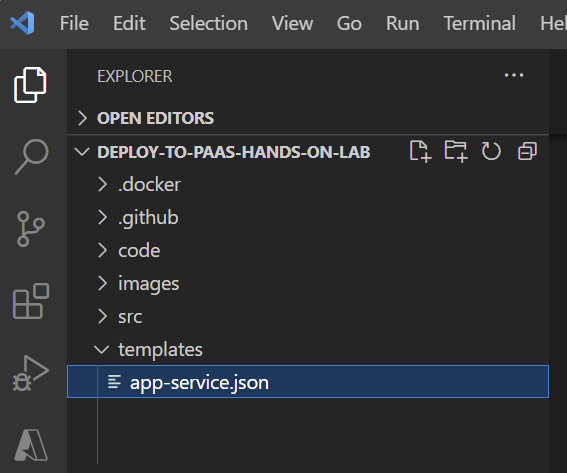 File Edit Selection View Go Run Terminal
EXPLORER
OPEN EDITORS
DEPLOY-TO-PAAS-HANDS-ON-LAB
.docker
.github
code
images
src
templates
app-service.json